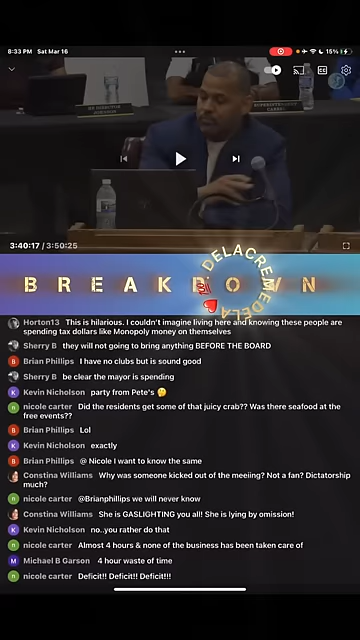 8:33 PM Sat Mar 16
15%
HR DIRECTOR
JOHNSON
SUPERINTENDENT
CARROL
3:40:17 / 3:50:25
DELACREMEDELA
BREAKDOWN
Horton13 This is hilarious. I couldn't imagine living here and knowing these people are
spending tax dollars like Monopoly money on themselves
Sherry B they will not going to bring anything BEFORE THE BOARD
Brian Phillips I have no clubs but is sound good
Sherry B be clear the mayor is spending
Kevin Nicholson party from Pete's 🤔
nicole carter Did the residents get some of that juicy crab?? Was there seafood at the
free events??
Brian Phillips Lol
Kevin Nicholson exactly
Brian Phillips @ Nicole I want to know the same
Constina Williams Why was someone kicked out of the meeiing? Not a fan? Dictatorship
much?
nicole carter @Brianphillips we will never know
Constina Williams She is GASLIGHTING you all! She is lying by omission!
Kevin Nicholson no..you rather do that
nicole carter Almost 4 hours & none of the business has been taken care of
Michael B Garson 4 hour waste of time
nicole carter Deficit!! Deficit!! Deficit!!!